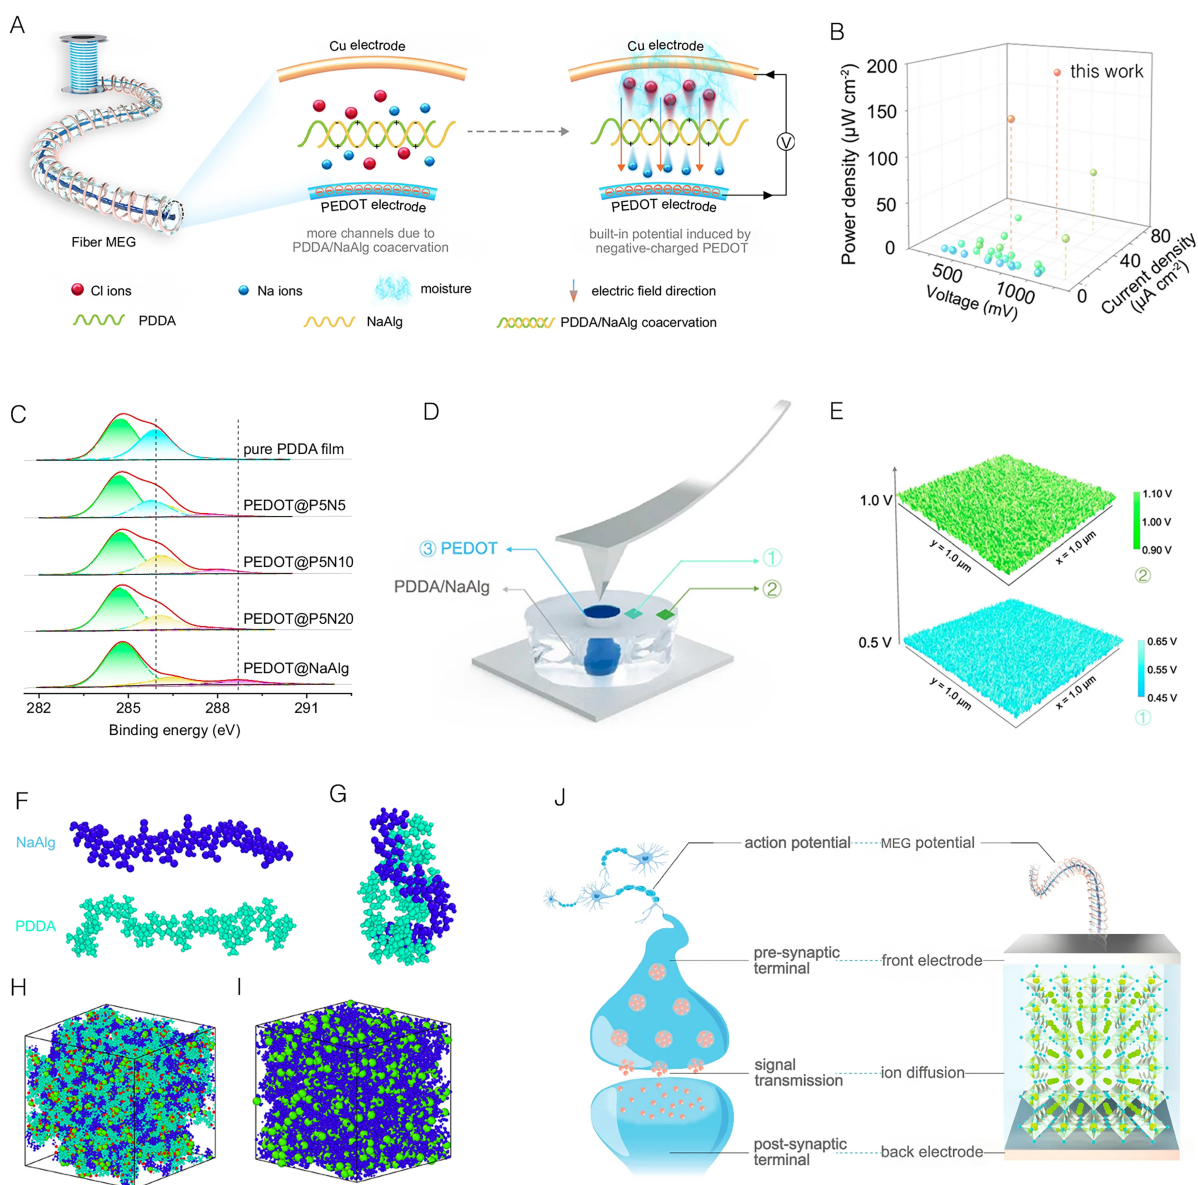 A
Cu electrode
Cu electrode
V
PEDOT electrode
PEDOT electrode
Fiber MEG
more channels due to
PDDA/NaAlg coacervation
built-in potential induced by
negative-charged PEDOT
Cl ions
Na ions
moisture
electric field direction
PDDA
NaAlg
PDDA/NaAlg coacervation
B
this work
Power density (μW cm⁻²)
200
150
100
50
0
500
1000
Voltage (mV)
0
40
80
Current density
(μA cm⁻²)
C
pure PDDA film
PEDOT@P5N5
PEDOT@P5N10
PEDOT@P5N20
PEDOT@NaAlg
282
285
288
291
Binding energy (eV)
D
③ PEDOT
PDDA/NaAlg
①
②
E
1.0 V
0.5 V
y = 1.0 μm
x = 1.0 μm
1.10 V
1.00 V
0.90 V
②
y = 1.0 μm
x = 1.0 μm
0.65 V
0.55 V
0.45 V
①
F
NaAlg
PDDA
G
H
I
J
action potential
MEG potential
pre-synaptic
terminal
front electrode
signal
transmission
ion diffusion
post-synaptic
terminal
back electrode